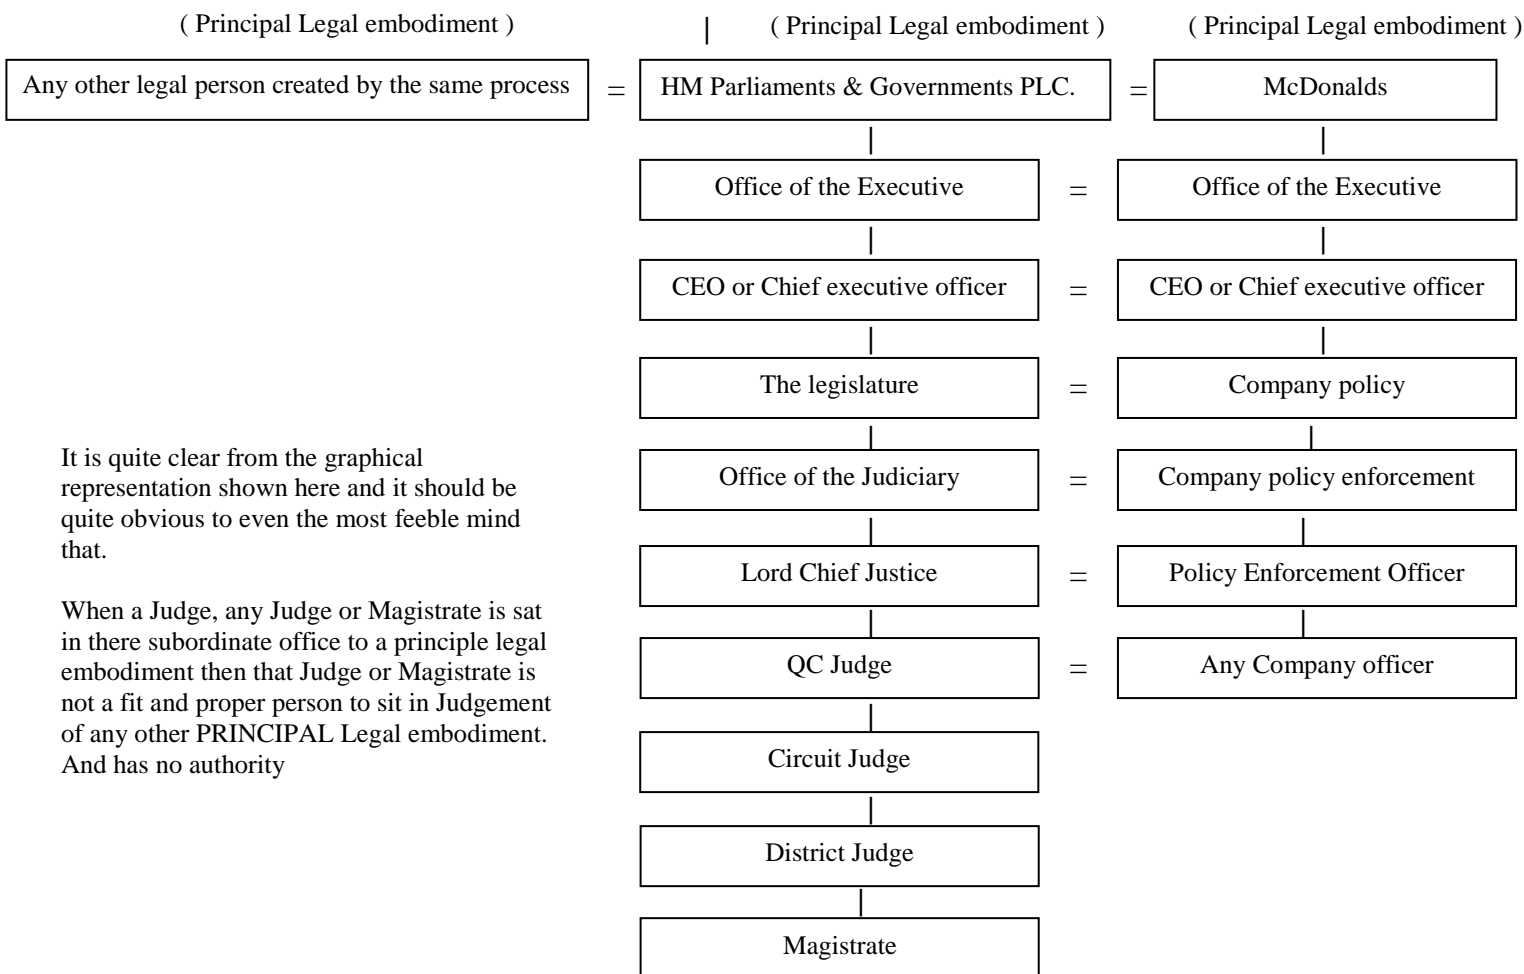 ( Principal Legal embodiment ) | ( Principal Legal embodiment ) ( Principal Legal embodiment )
Any other legal person created by the same process = HM Parliaments & Governments PLC. = McDonalds
Office of the Executive = Office of the Executive
CEO or Chief executive officer = CEO or Chief executive officer
The legislature = Company policy
Office of the Judiciary = Company policy enforcement
Lord Chief Justice = Policy Enforcement Officer
QC Judge = Any Company officer
Circuit Judge
District Judge
Magistrate
It is quite clear from the graphical
representation shown here and it should be
quite obvious to even the most feeble mind
that.
When a Judge, any Judge or Magistrate is sat
in there subordinate office to a principle legal
embodiment then that Judge or Magistrate is
not a fit and proper person to sit in Judgement
of any other PRINCIPAL Legal embodiment.
And has no authority